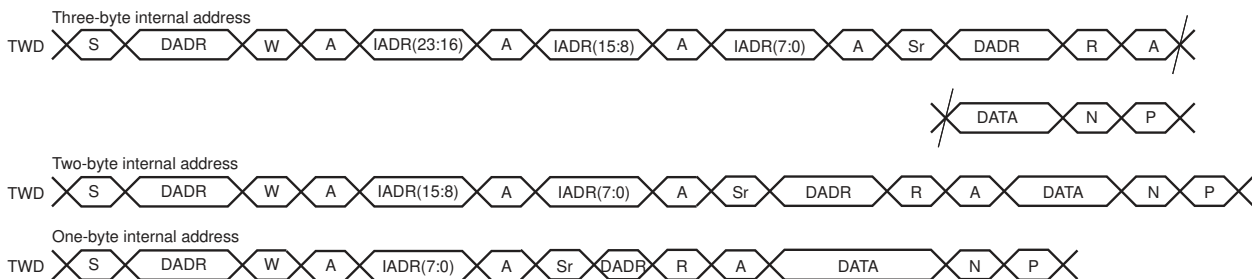 Three-byte internal address
TWD S DADR W A IADR(23:16) A IADR(15:8) A IADR(7:0) A Sr DADR R A
DATA N P
Two-byte internal address
TWD S DADR W A IADR(15:8) A IADR(7:0) A Sr DADR R A DATA N P
One-byte internal address
TWD S DADR W A IADR(7:0) A Sr DADR R A DATA N P